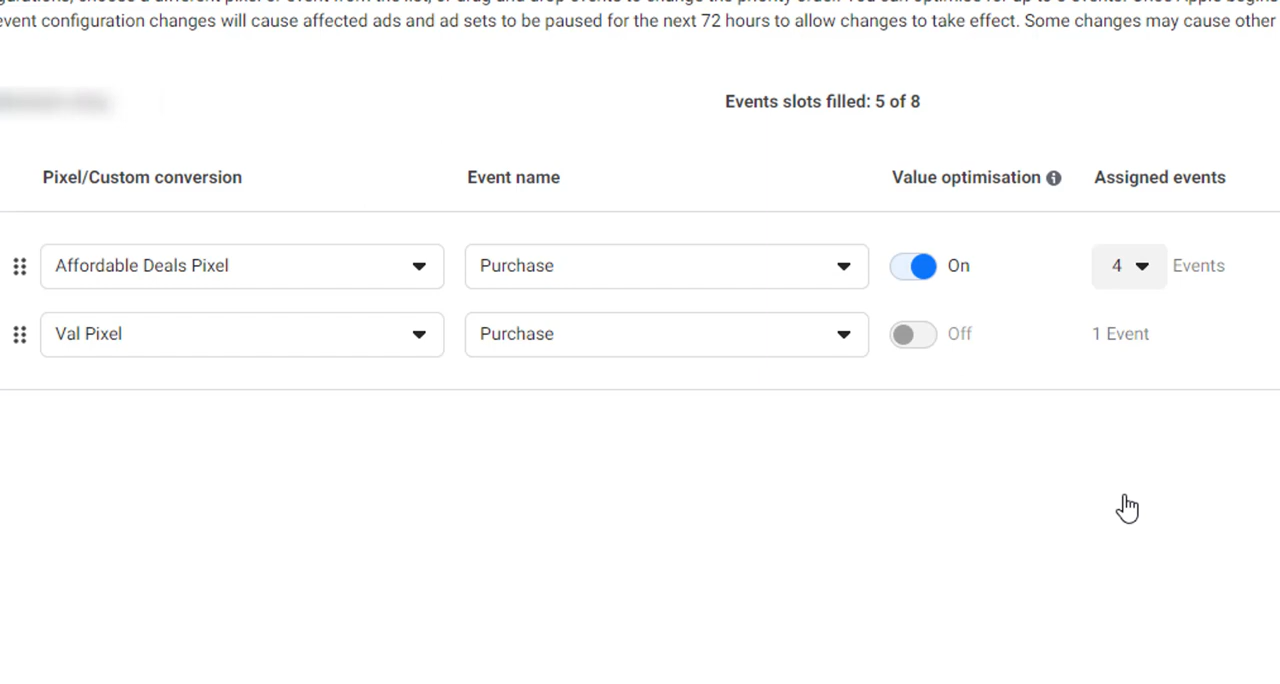 event configuration changes will cause affected ads and ad sets to be paused for the next 72 hours to allow changes to take effect. Some changes may cause other
Events slots filled: 5 of 8
Pixel/Custom conversion Event name Value optimisation Assigned events
Affordable Deals Pixel Purchase On 4 Events
Val Pixel Purchase Off 1 Event